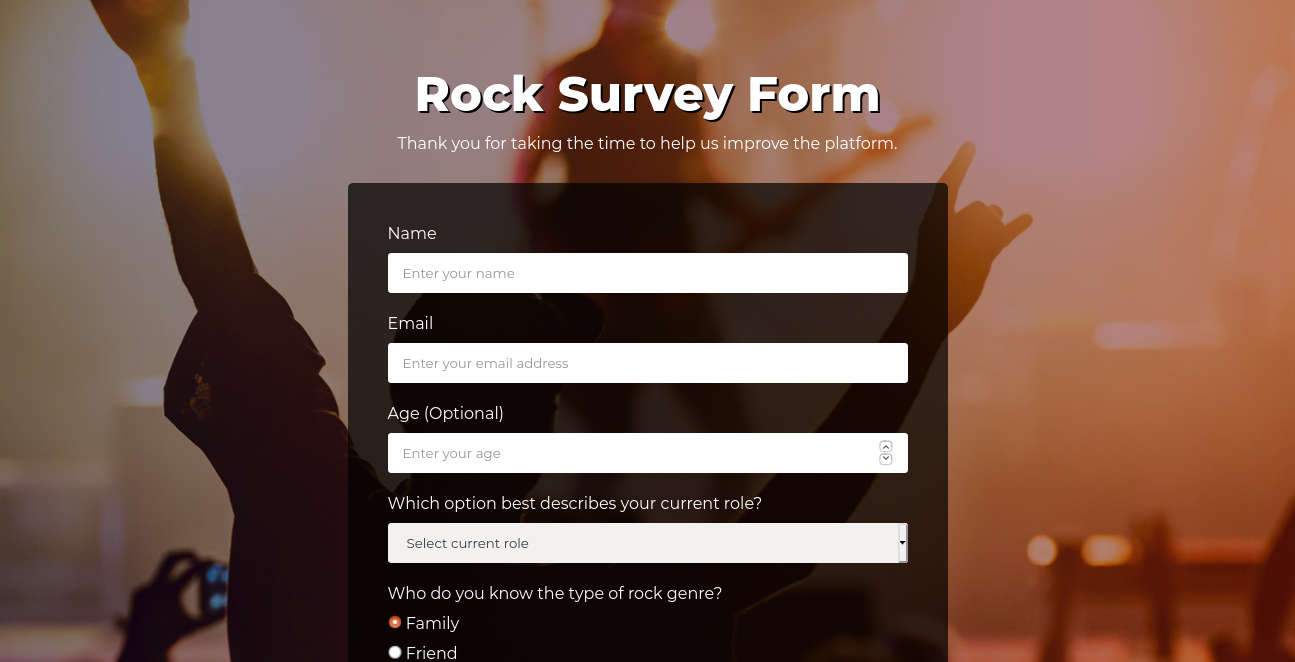 Rock Survey Form
Thank you for taking the time to help us improve the platform.
Name
Enter your name
Email
Enter your email address
Age (Optional)
Enter your age
Which option best describes your current role?
Select current role
Who do you know the type of rock genre?
Family
Friend